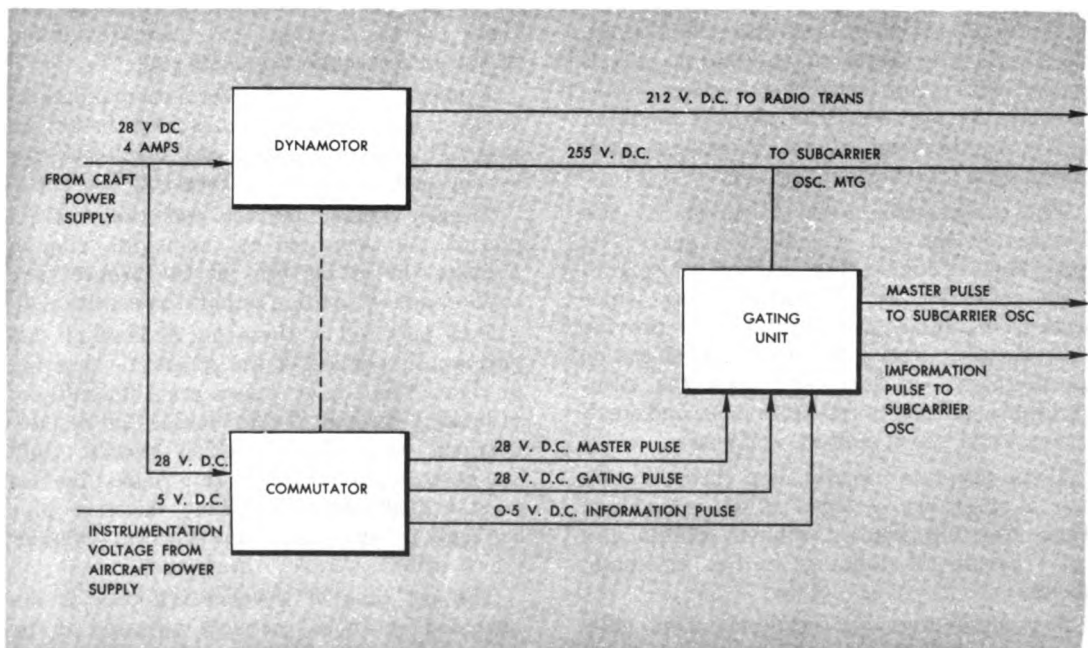 212 V. D.C. TO RADIO TRANS
28 V DC
4 AMPS
DYNAMOTOR
255 V. D.C.
TO SUBCARRIER
OSC. MTG
FROM CRAFT
POWER
SUPPLY
GATING
UNIT
MASTER PULSE
TO SUBCARRIER OSC
IMFORMATION
PULSE TO
SUBCARRIER
OSC
28 V. D.C.
28 V. D.C. MASTER PULSE
COMMUTATOR
28 V. D.C. GATING PULSE
5 V. D.C.
O-5 V. D.C. INFORMATION PULSE
INSTRUMENTATION
VOLTAGE FROM
AIRCRAFT POWER
SUPPLY